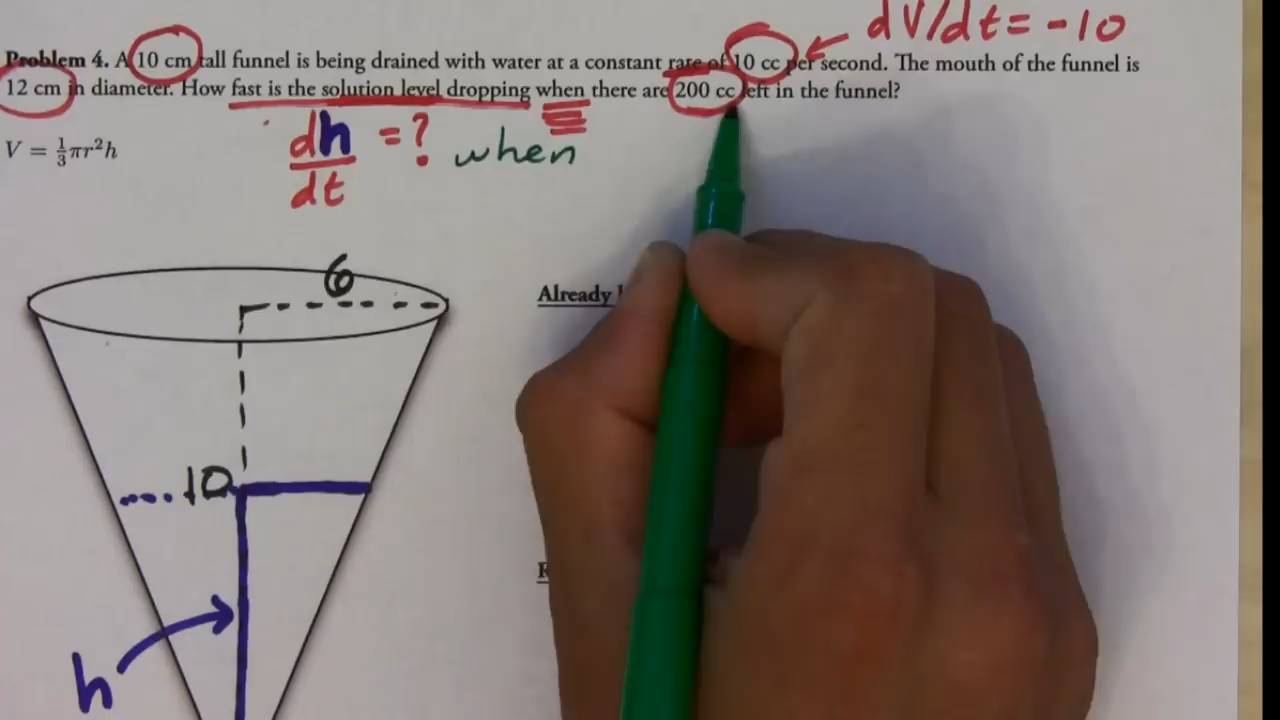 dV/dt = -10
Problem 4. A 10 cm tall funnel is being drained with water at a constant rate of 10 cc per second. The mouth of the funnel is
12 cm in diameter. How fast is the solution level dropping when there are 200 cc left in the funnel?
V = ⅓πr²h
dh/dt = ? when
6
Already
10
h